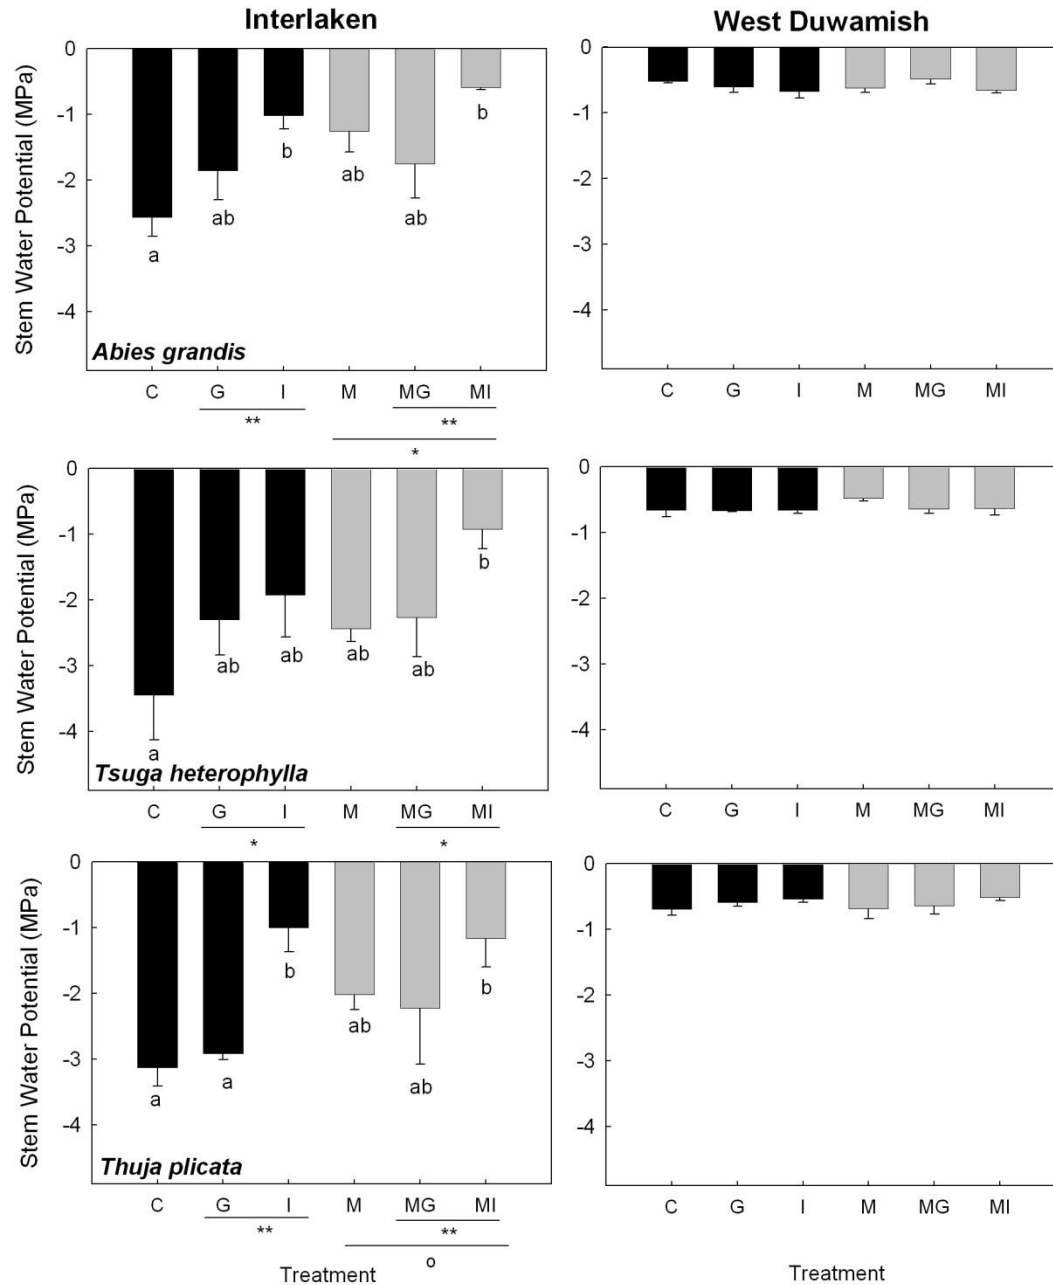 Interlaken West Duwamish
Stem Water Potential (MPa)
0
-1
-2
-3
-4
a
ab
b
ab
ab
b
Abies grandis
C G I M MG MI
** **
*
0
-1
-2
-3
-4
C G I M MG MI
Stem Water Potential (MPa)
0
-1
-2
-3
-4
a
ab
ab
ab
ab
b
Tsuga heterophylla
C G I M MG MI
* *
0
-1
-2
-3
-4
C G I M MG MI
Stem Water Potential (MPa)
0
-1
-2
-3
-4
a
a
b
ab
ab
b
Thuja plicata
C G I M MG MI
** **
o
Treatment
0
-1
-2
-3
-4
C G I M MG MI
Treatment